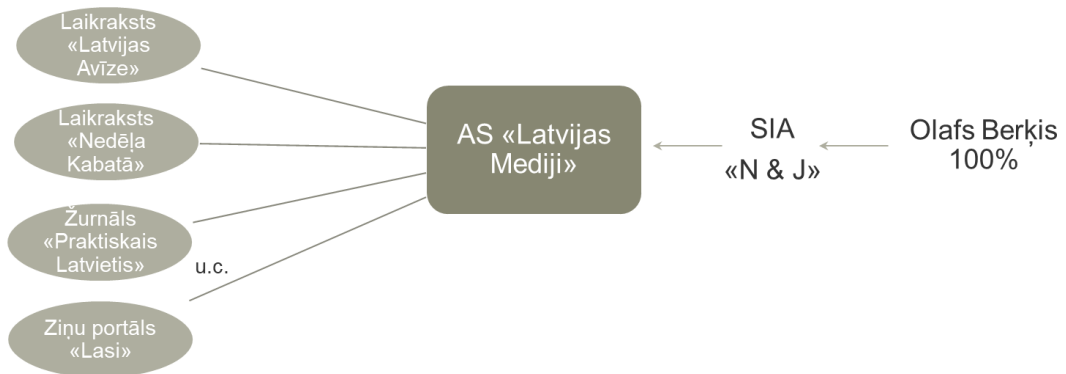 Laikraksts
«Latvijas
Avīze»
Laikraksts
«Nedēļa
Kabatā»
Žurnāls
«Praktiskais
Latvietis»
u.c.
Ziņu portāls
«Lasi»
AS «Latvijas
Mediji»
SIA
«N & J»
Olafs Berķis
100%